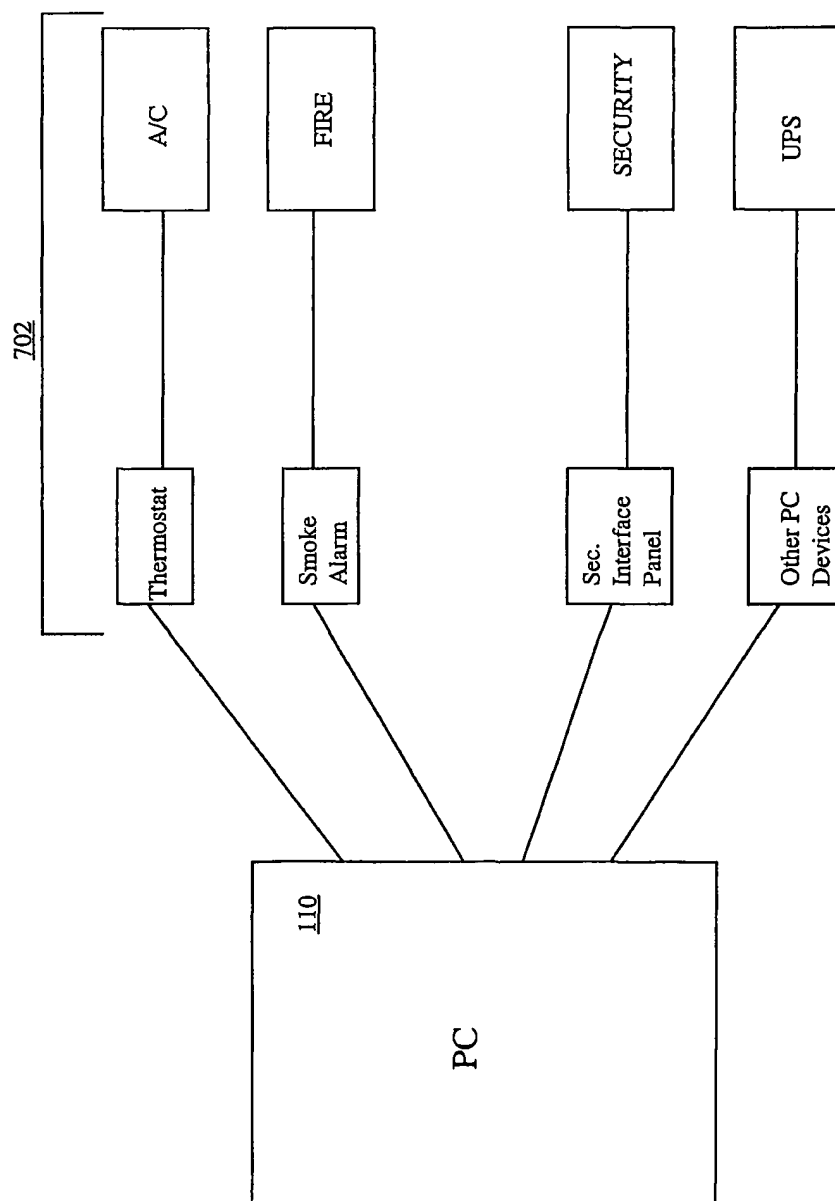 702
Thermostat
A/C
Smoke
Alarm
FIRE
110
PC
Sec.
Interface
Panel
SECURITY
Other PC
Devices
UPS